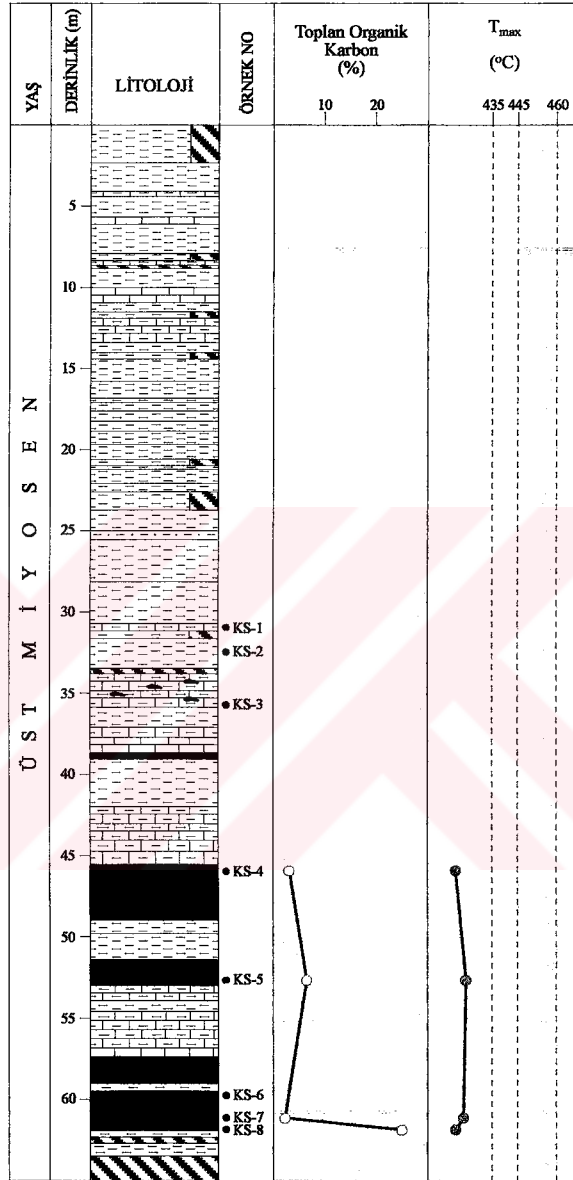 YAŞ
DERİNLİK (m)
LİTOLOJİ
ÖRNEK NO
Toplan Organik
Karbon
(%)
10 20
Tmax
(°C)
435 445 460
ÜST MİYOSEN
5
10
15
20
25
30
35
40
45
50
55
60
KS-1
KS-2
KS-3
KS-4
KS-5
KS-6
KS-7
KS-8